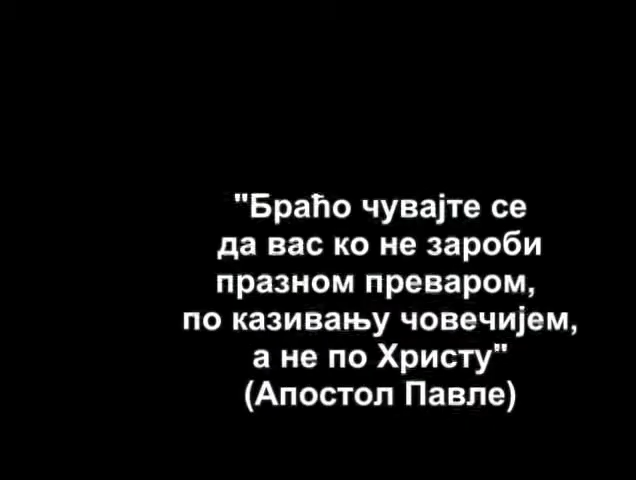 "Браћо чувајте се
да вас ко не зароби
празном преваром,
по казивању човечијем,
а не по Христу"
(Апостол Павле)